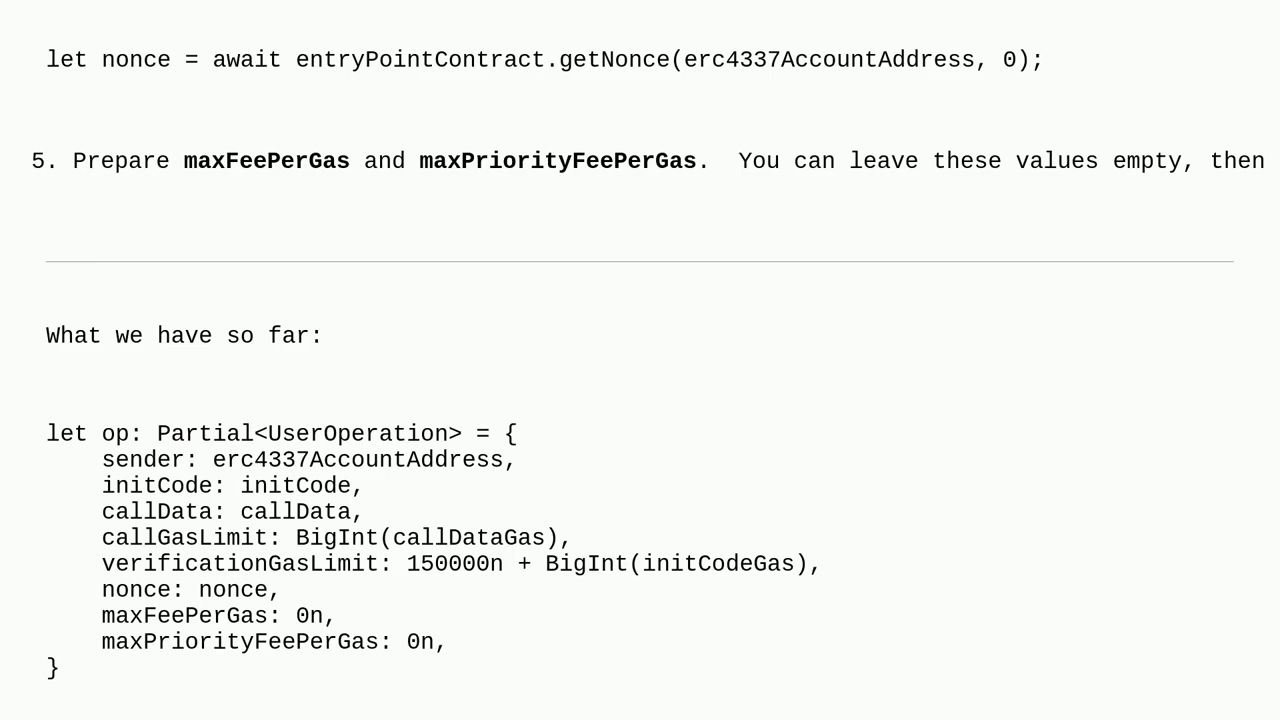 let nonce = await entryPointContract.getNonce(erc4337AccountAddress, 0);
5. Prepare maxFeePerGas and maxPriorityFeePerGas.  You can leave these values empty, then
What we have so far:
let op: Partial<UserOperation> = {
    sender: erc4337AccountAddress,
    initCode: initCode,
    callData: callData,
    callGasLimit: BigInt(callDataGas),
    verificationGasLimit: 150000n + BigInt(initCodeGas),
    nonce: nonce,
    maxFeePerGas: 0n,
    maxPriorityFeePerGas: 0n,
}